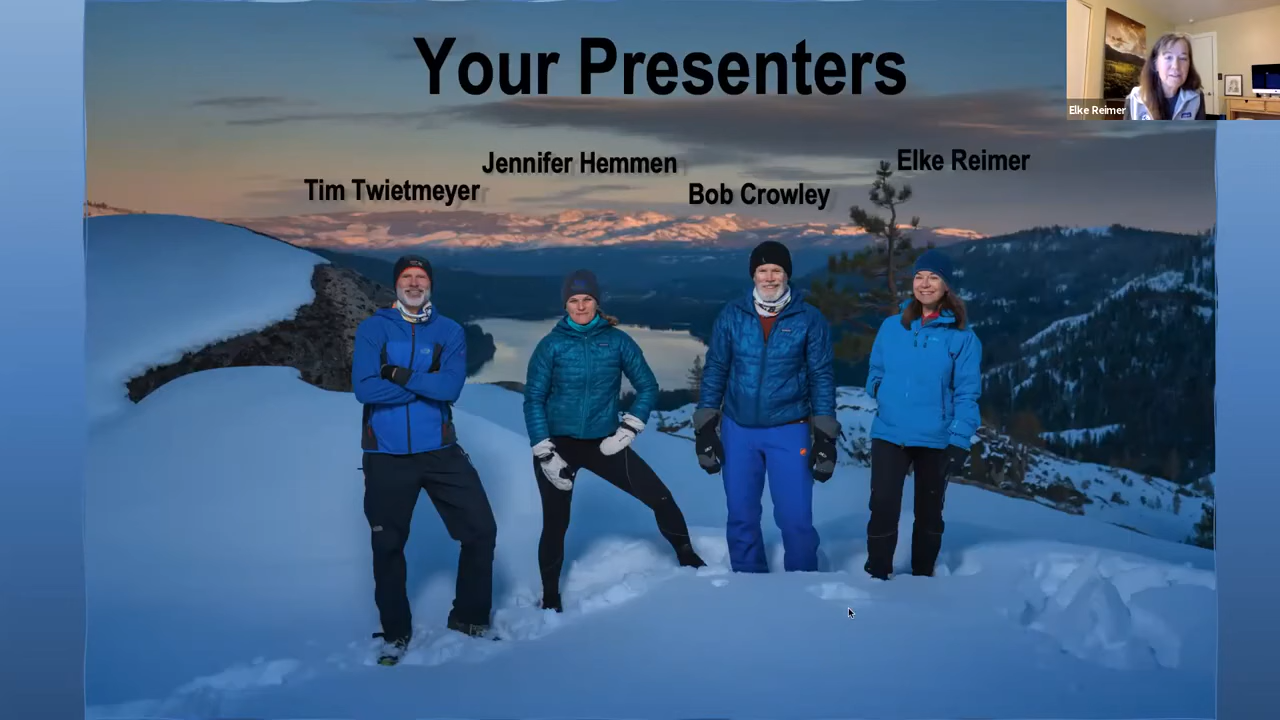 Your Presenters
Elke Reimer
Jennifer Hemmen
Elke Reimer
Tim Twietmeyer
Bob Crowley